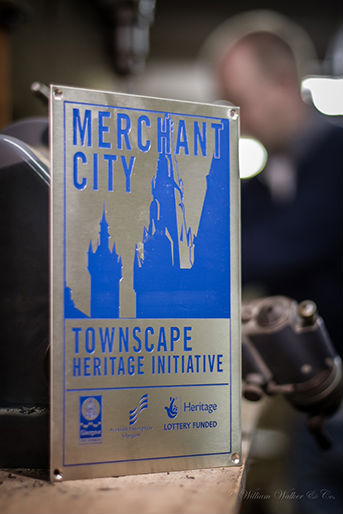 MERCHANT
CITY
TOWNSCAPE
HERITAGE INITIATIVE
Heritage
LOTTERY FUNDED
© William Walker & Co.